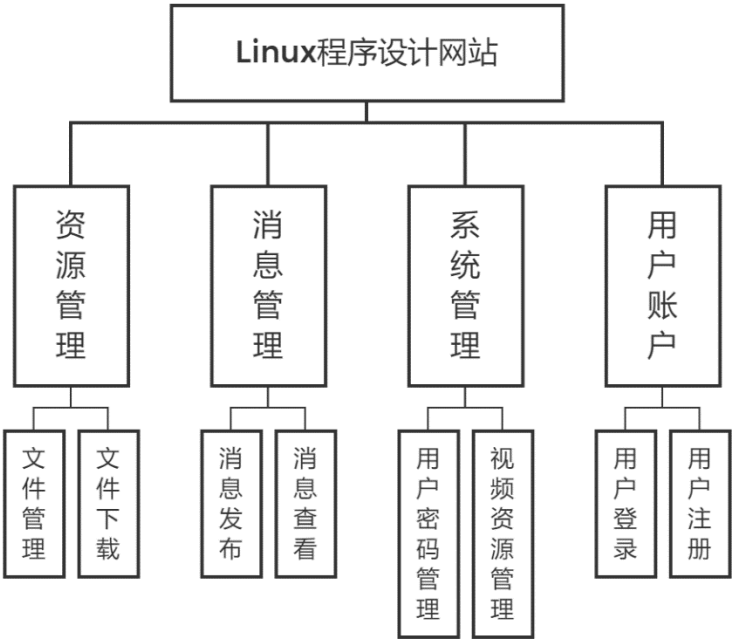 Linux程序设计网站
资源管理
消息管理
系统管理
用户账户
文件管理
文件下载
消息发布
消息查看
用户密码管理
视频资源管理
用户登录
用户注册